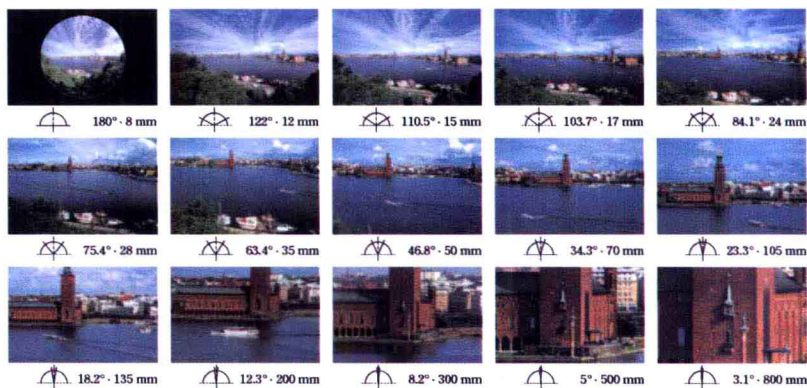 180° · 8 mm
122° · 12 mm
110.5° · 15 mm
103.7° · 17 mm
84.1° · 24 mm
75.4° · 28 mm
63.4° · 35 mm
46.8° · 50 mm
34.3° · 70 mm
23.3° · 105 mm
18.2° · 135 mm
12.3° · 200 mm
8.2° · 300 mm
5° · 500 mm
3.1° · 800 mm